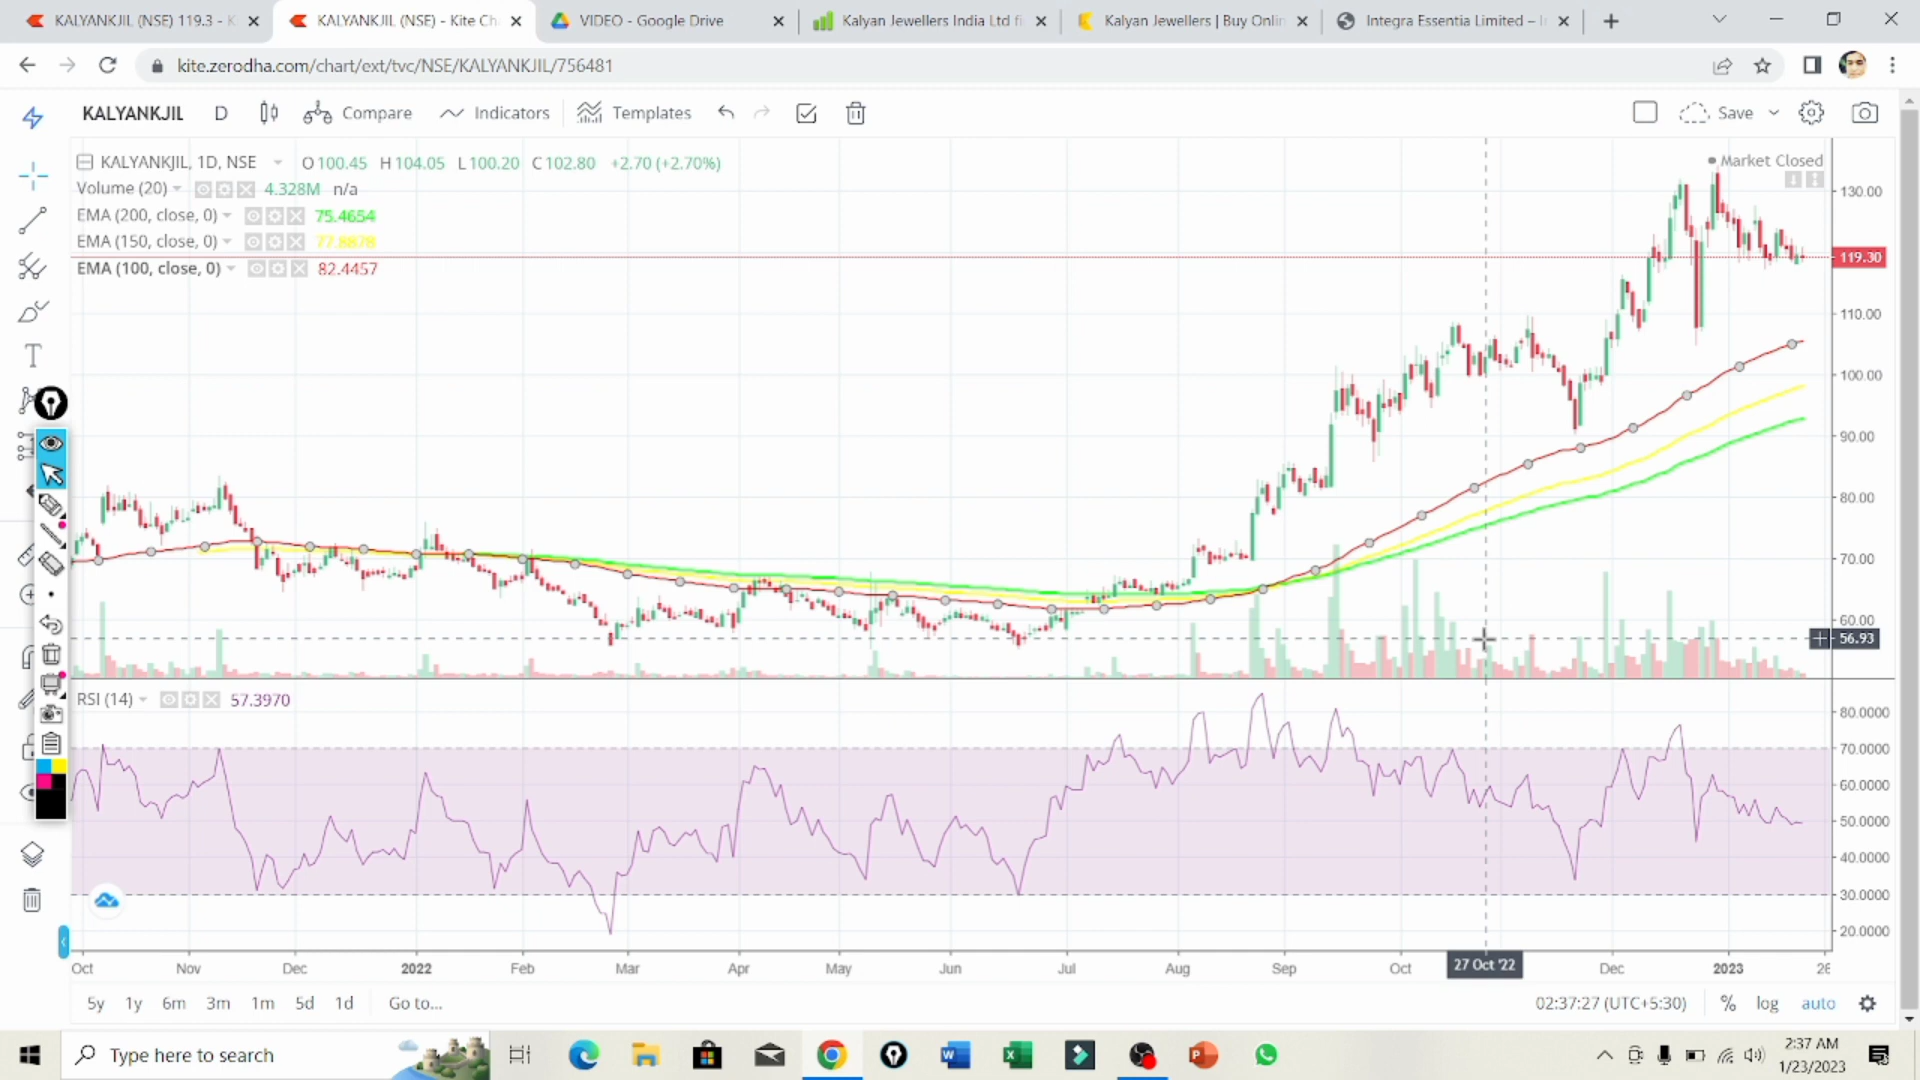 KALYANKJIL (NSE) 119.3 - K
KALYANKJIL (NSE) - Kite Ch
VIDEO - Google Drive
Kalyan Jewellers India Ltd fi
Kalyan Jewellers | Buy Onlin
Integra Essentia Limited – I
kite.zerodha.com/chart/ext/tvc/NSE/KALYANKJIL/756481
KALYANKJIL D Compare Indicators Templates Save
KALYANKJIL, 1D, NSE O100.45 H104.05 L100.20 C102.80 +2.70 (+2.70%)
Market Closed
Volume (20) 4.328M n/a
EMA (200, close, 0) 75.4654
EMA (150, close, 0) 77.8878
EMA (100, close, 0) 82.4457
130.00
119.30
110.00
100.00
90.00
80.00
70.00
60.00
56.93
RSI (14) 57.3970
80.0000
70.0000
60.0000
50.0000
40.0000
30.0000
20.0000
Oct Nov Dec 2022 Feb Mar Apr May Jun Jul Aug Sep Oct 27 Oct '22 Dec 2023 26
5y 1y 6m 3m 1m 5d 1d Go to... 02:37:27 (UTC+5:30) % log auto
Type here to search
2:37 AM
1/23/2023